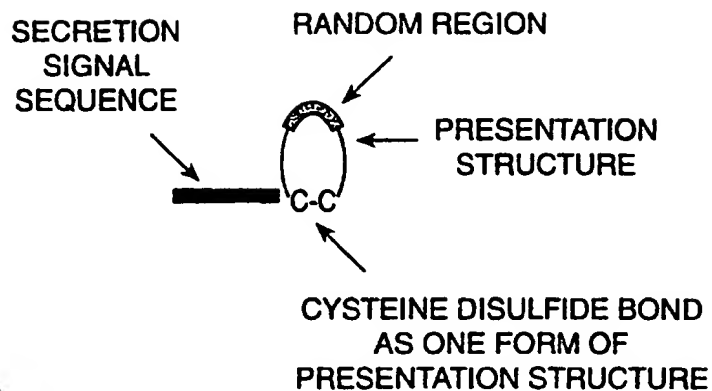 SECRETION
SIGNAL
SEQUENCE
RANDOM REGION
PRESENTATION
STRUCTURE
C-C
CYSTEINE DISULFIDE BOND
AS ONE FORM OF
PRESENTATION STRUCTURE